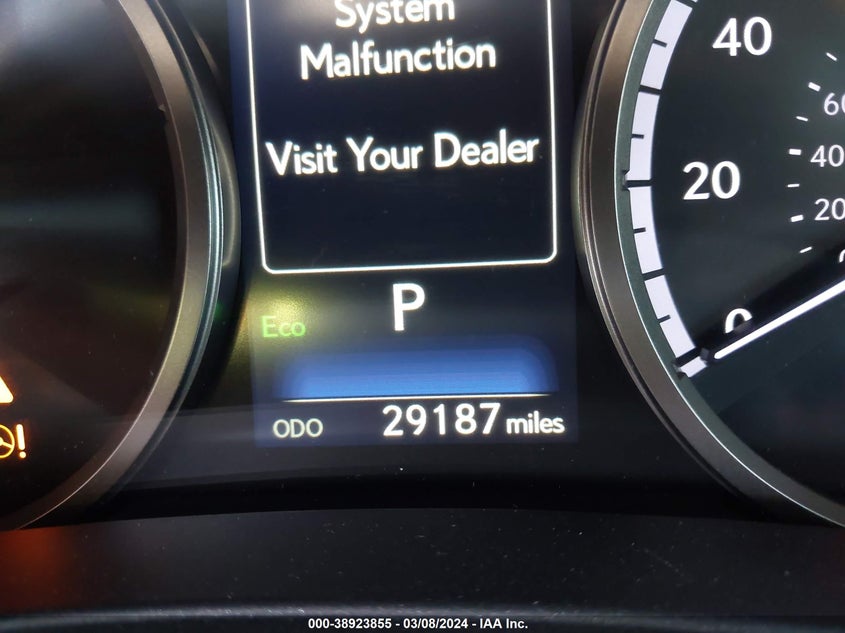 System
Malfunction
Visit Your Dealer
P
Eco
ODO 29187 miles
!
40
20
0
40
20
000-38923855 - 03/08/2024 - IAA Inc.